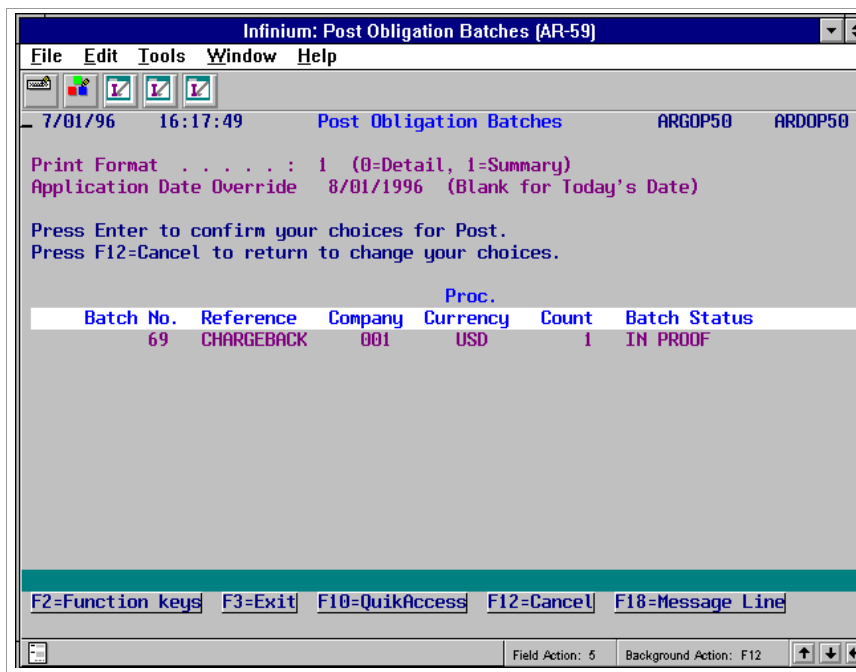 Infinium: Post Obligation Batches (AR-59)
File Edit Tools Window Help
7/01/96 16:17:49 Post Obligation Batches ARGOP50 ARDOP50
Print Format . . . . . : 1 (0=Detail, 1=Summary)
Application Date Override 8/01/1996 (Blank for Today's Date)
Press Enter to confirm your choices for Post.
Press F12=Cancel to return to change your choices.
Proc.
Batch No. Reference Company Currency Count Batch Status
69 CHARGEBACK 001 USD 1 IN PROOF
F2=Function keys F3=Exit F10=QuikAccess F12=Cancel F18=Message Line
Field Action: 5 Background Action: F12